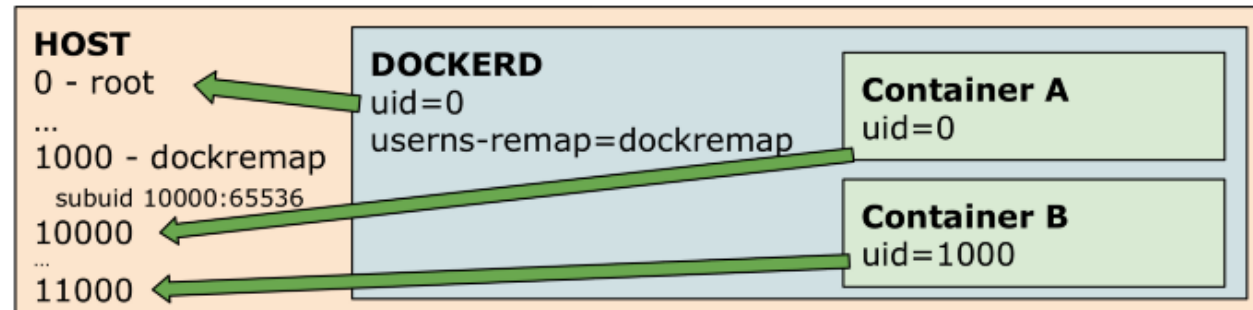 HOST
0 - root
...
1000 - dockremap
subuid 10000:65536
10000
...
11000
DOCKERD
uid=0
userns-remap=dockremap
Container A
uid=0
Container B
uid=1000